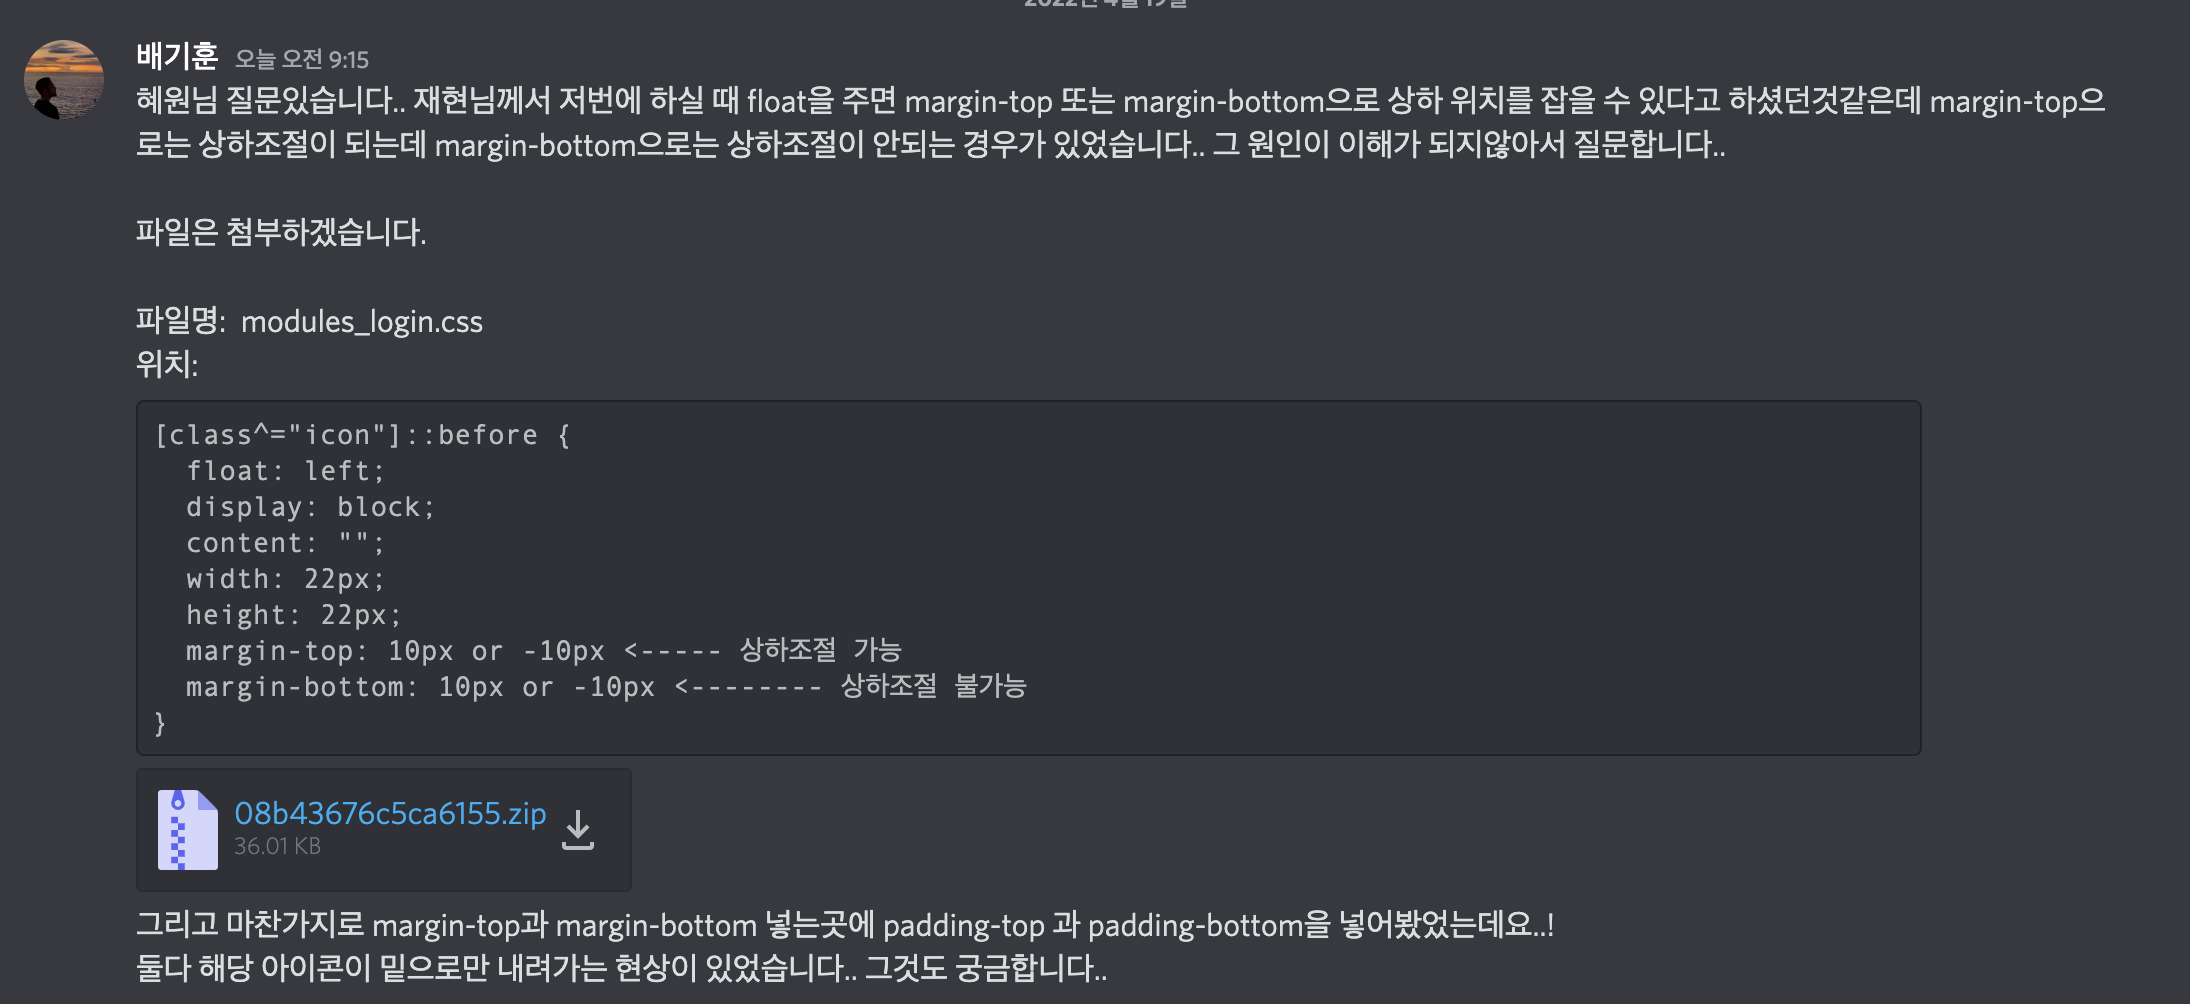 2022년 4월 19일
배기훈 오늘 오전 9:15
혜원님 질문있습니다.. 재현님께서 저번에 하실 때 float을 주면 margin-top 또는 margin-bottom으로 상하 위치를 잡을 수 있다고 하셨던것같은데 margin-top으
로는 상하조절이 되는데 margin-bottom으로는 상하조절이 안되는 경우가 있었습니다.. 그 원인이 이해가 되지않아서 질문합니다..
파일은 첨부하겠습니다.
파일명:  modules_login.css
위치:
[class^="icon"]::before {
  float: left;
  display: block;
  content: "";
  width: 22px;
  height: 22px;
  margin-top: 10px or -10px <----- 상하조절 가능
  margin-bottom: 10px or -10px <-------- 상하조절 불가능
}
08b43676c5ca6155.zip
36.01 KB
그리고 마찬가지로 margin-top과 margin-bottom 넣는곳에 padding-top 과 padding-bottom을 넣어봤었는데요..!
둘다 해당 아이콘이 밑으로만 내려가는 현상이 있었습니다.. 그것도 궁금합니다..